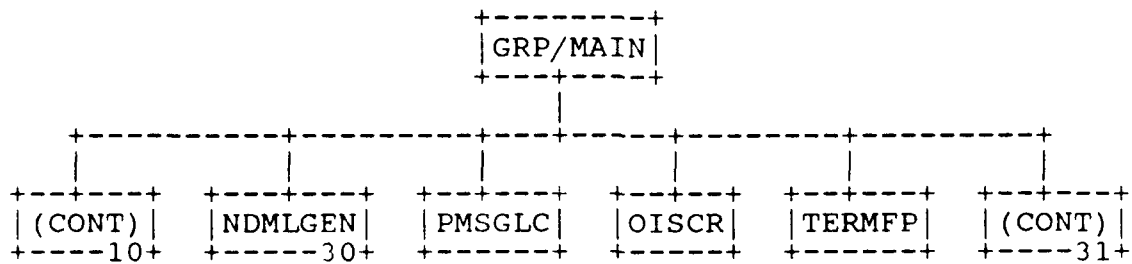 GRP/MAIN
(CONT) NDMLGEN PMSGLC OISCR TERMFP (CONT)
10 30 31